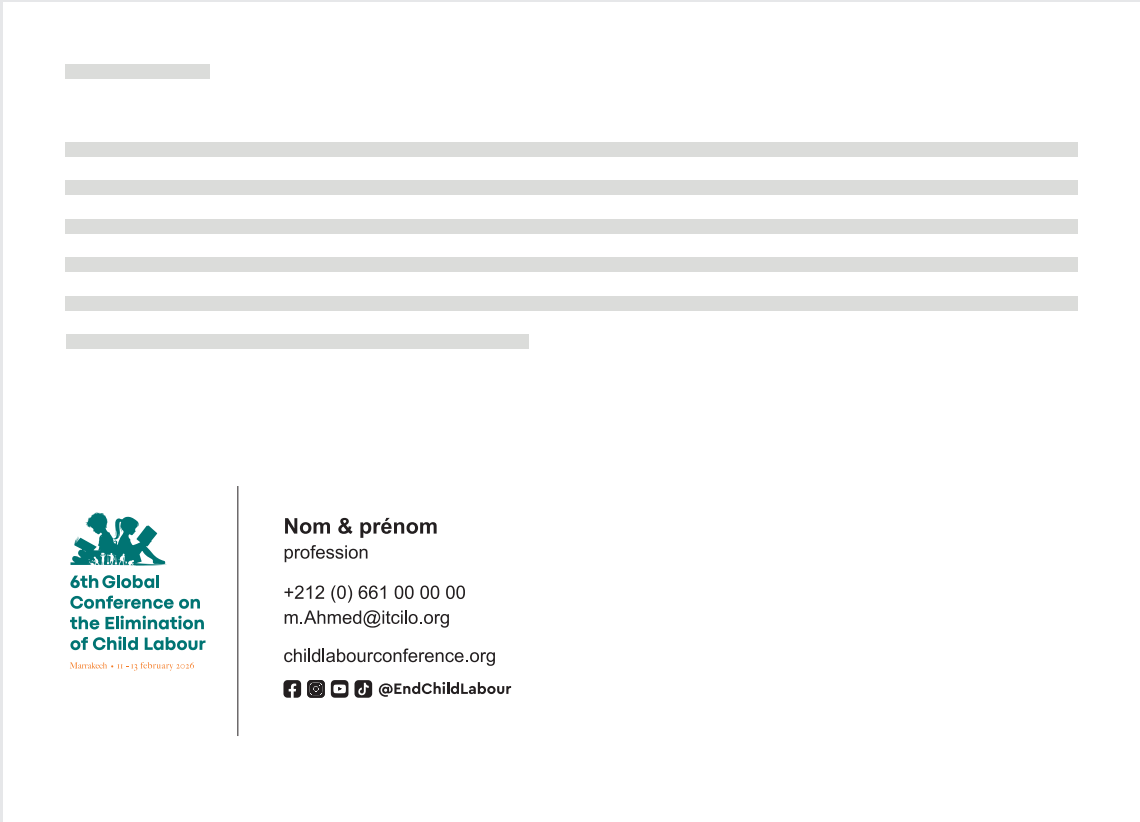 6th Global
Conference on
the Elimination
of Child Labour
Marrakech • 11 - 13 february 2026
Nom & prénom
profession
+212 (0) 661 00 00 00
m.Ahmed@itcilo.org
childlabourconference.org
@EndChildLabour